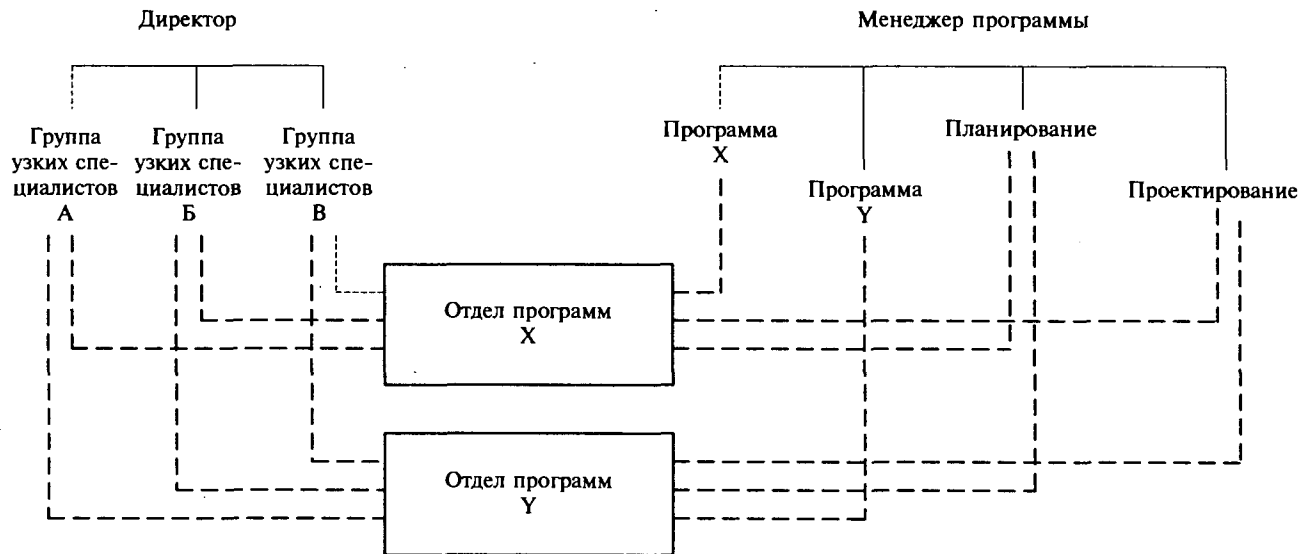 Директор
Менеджер программы
Группа
узких спе-
циалистов
А
Группа
узких спе-
циалистов
Б
Группа
узких спе-
циалистов
В
Программа
X
Программа
Y
Планирование
Проектирование
Отдел программ
X
Отдел программ
Y